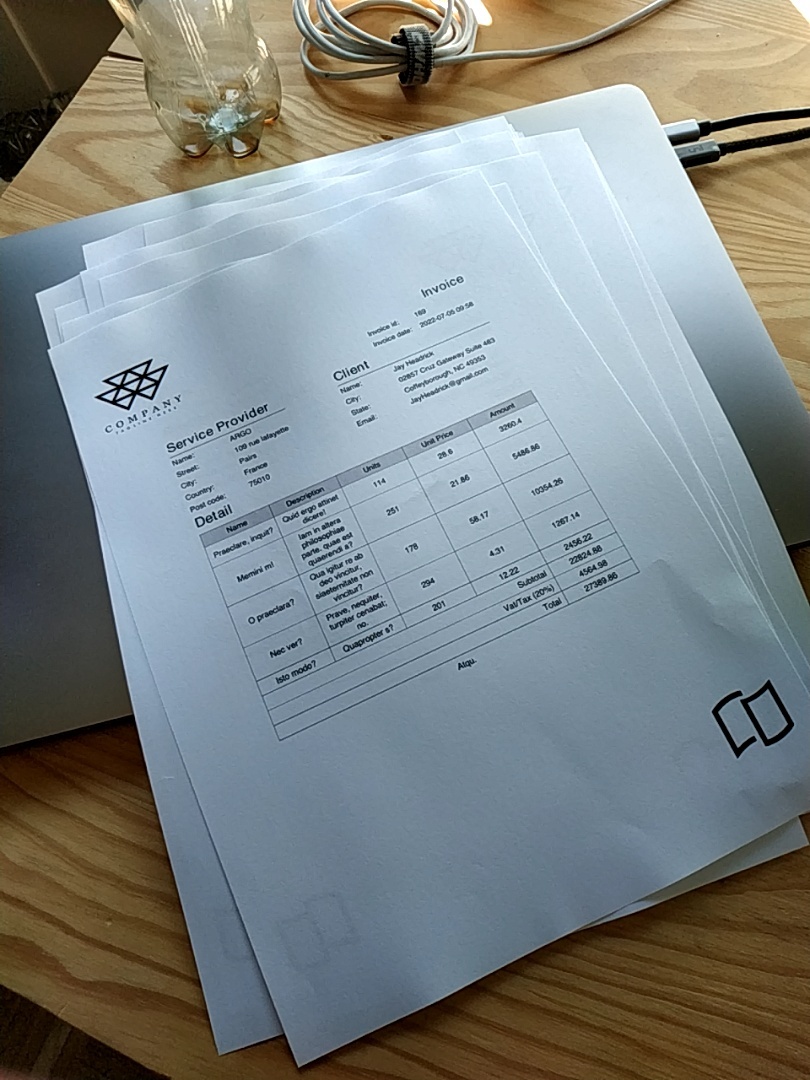 Invoice
Invoice id: 189
Invoice date: 2022-07-05 09:58
COMPANY
Service Provider
Name: ARGO
Street: 109 rue lafayette
City: Pairs
Country: France
Post code: 75010
Client
Name: Jay Headrick
City: 02857 Cruz Gateway Suite 483
State: Coffeyborough, NC 49353
Email: JayHeadrick@gmail.com
Detail
Name Description Units Unit Price Amount
Praeclare, inquit? Quid ergo attinet dicere! 114 28.6 3260.4
Memini m! Iam in altera philosophiae parte, quae est quaerendi a? 251 21.86 5486.86
O praeclara? Qua igitur re ab deo vincitur, siaeternitate non vincitur? 178 58.17 10354.26
Nec ver? Prave, nequiter, turpiter cenabat; no. 294 4.31 1267.14
Isto modo? Quapropter s? 201 12.22 2456.22
Subtotal 22824.88
Vat/Tax (20%) 4564.98
Total 27389.86
Atqu.